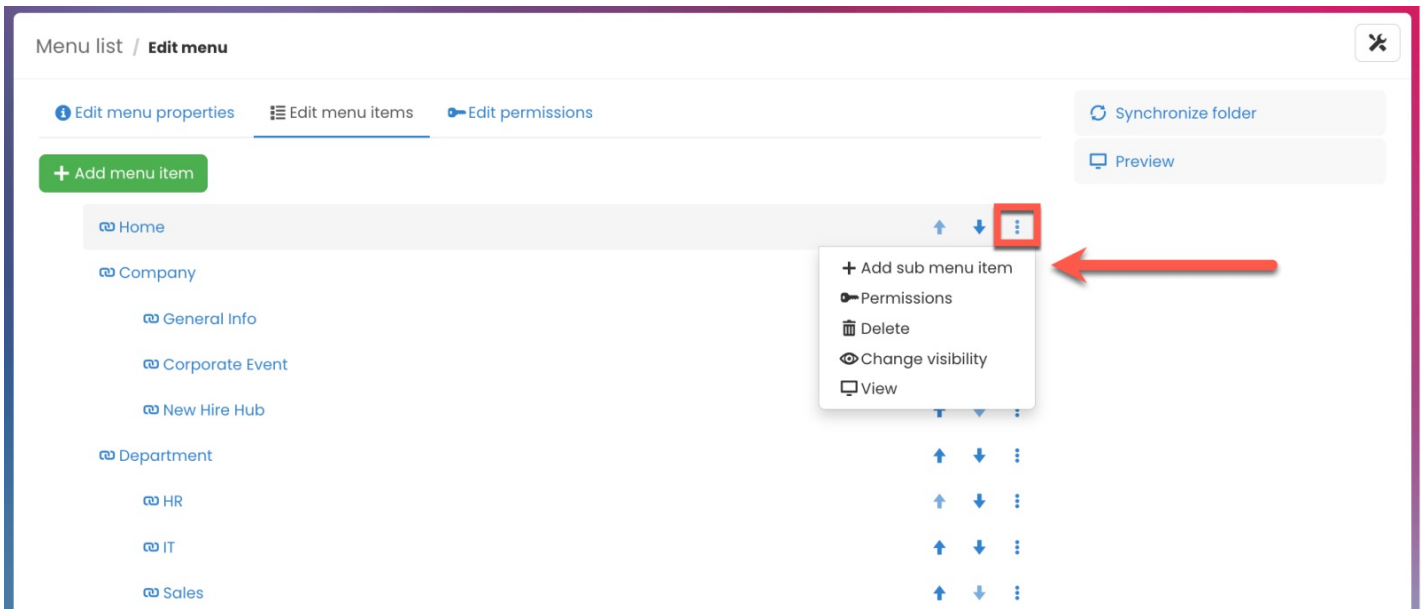 Menu list / Edit menu
Edit menu properties Edit menu items Edit permissions
Synchronize folder
Preview
Add menu item
Home
Add sub menu item
Permissions
Delete
Change visibility
View
Company
General Info
Corporate Event
New Hire Hub
Department
HR
IT
Sales